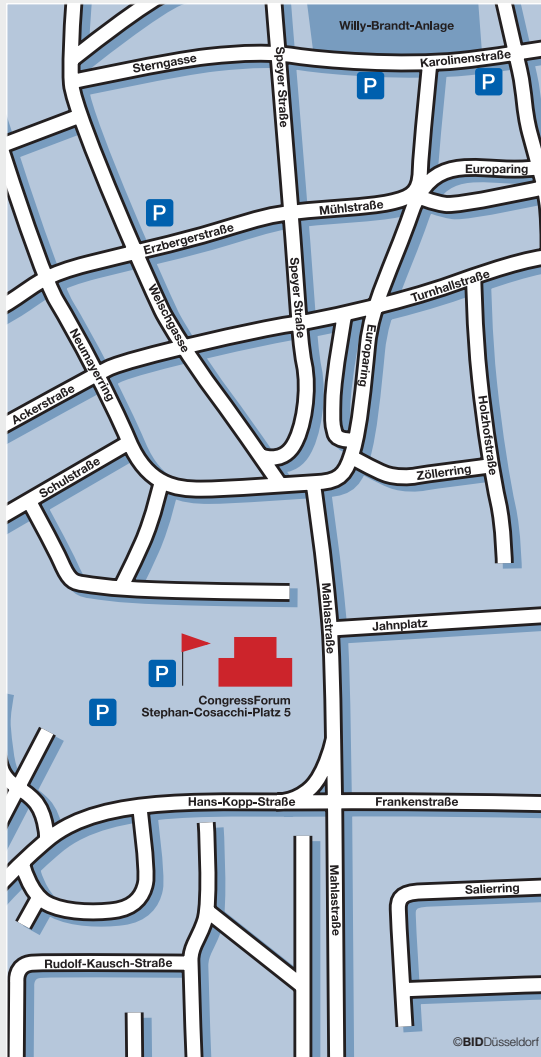 Willy-Brandt-Anlage
Sterngasse
Speyer Straße
Karolinenstraße
P
P
Europaring
P
Mühlstraße
Erzbergerstraße
Speyer Straße
Turnhallstraße
Welschgasse
Neumayerring
Europaring
Ackerstraße
Holzhofstraße
Schulstraße
Zöllerring
Mahlastraße
Jahnplatz
P
CongressForum
Stephan-Cosacchi-Platz 5
P
Hans-Kopp-Straße
Frankenstraße
Mahlastraße
Salierring
Rudolf-Kausch-Straße
©BIDDüsseldorf